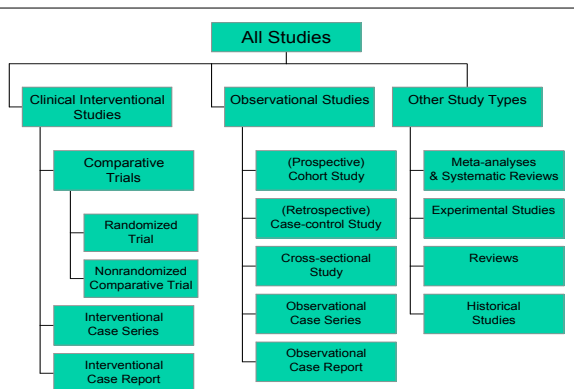 All Studies
Clinical Interventional
Studies
Comparative
Trials
Randomized
Trial
Nonrandomized
Comparative Trial
Interventional
Case Series
Interventional
Case Report
Observational Studies
(Prospective)
Cohort Study
(Retrospective)
Case-control Study
Cross-sectional
Study
Observational
Case Series
Observational
Case Report
Other Study Types
Meta-analyses
& Systematic Reviews
Experimental Studies
Reviews
Historical
Studies